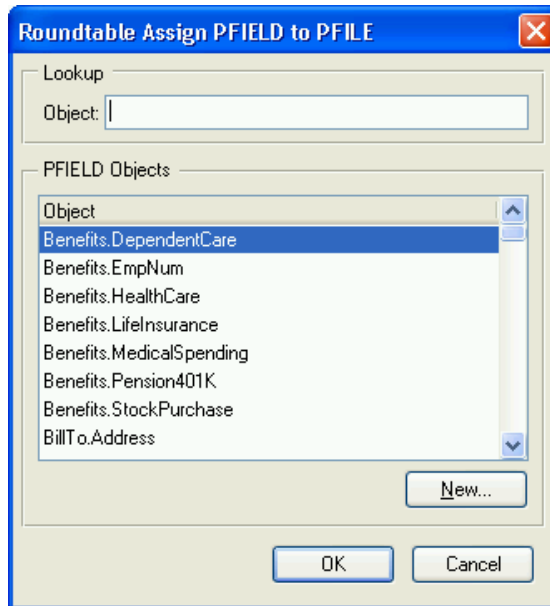 Roundtable Assign PFIELD to PFILE
Lookup
Object:
PFIELD Objects
Object
Benefits.DependentCare
Benefits.EmpNum
Benefits.HealthCare
Benefits.LifeInsurance
Benefits.MedicalSpending
Benefits.Pension401K
Benefits.StockPurchase
BillTo.Address
New...
OK Cancel